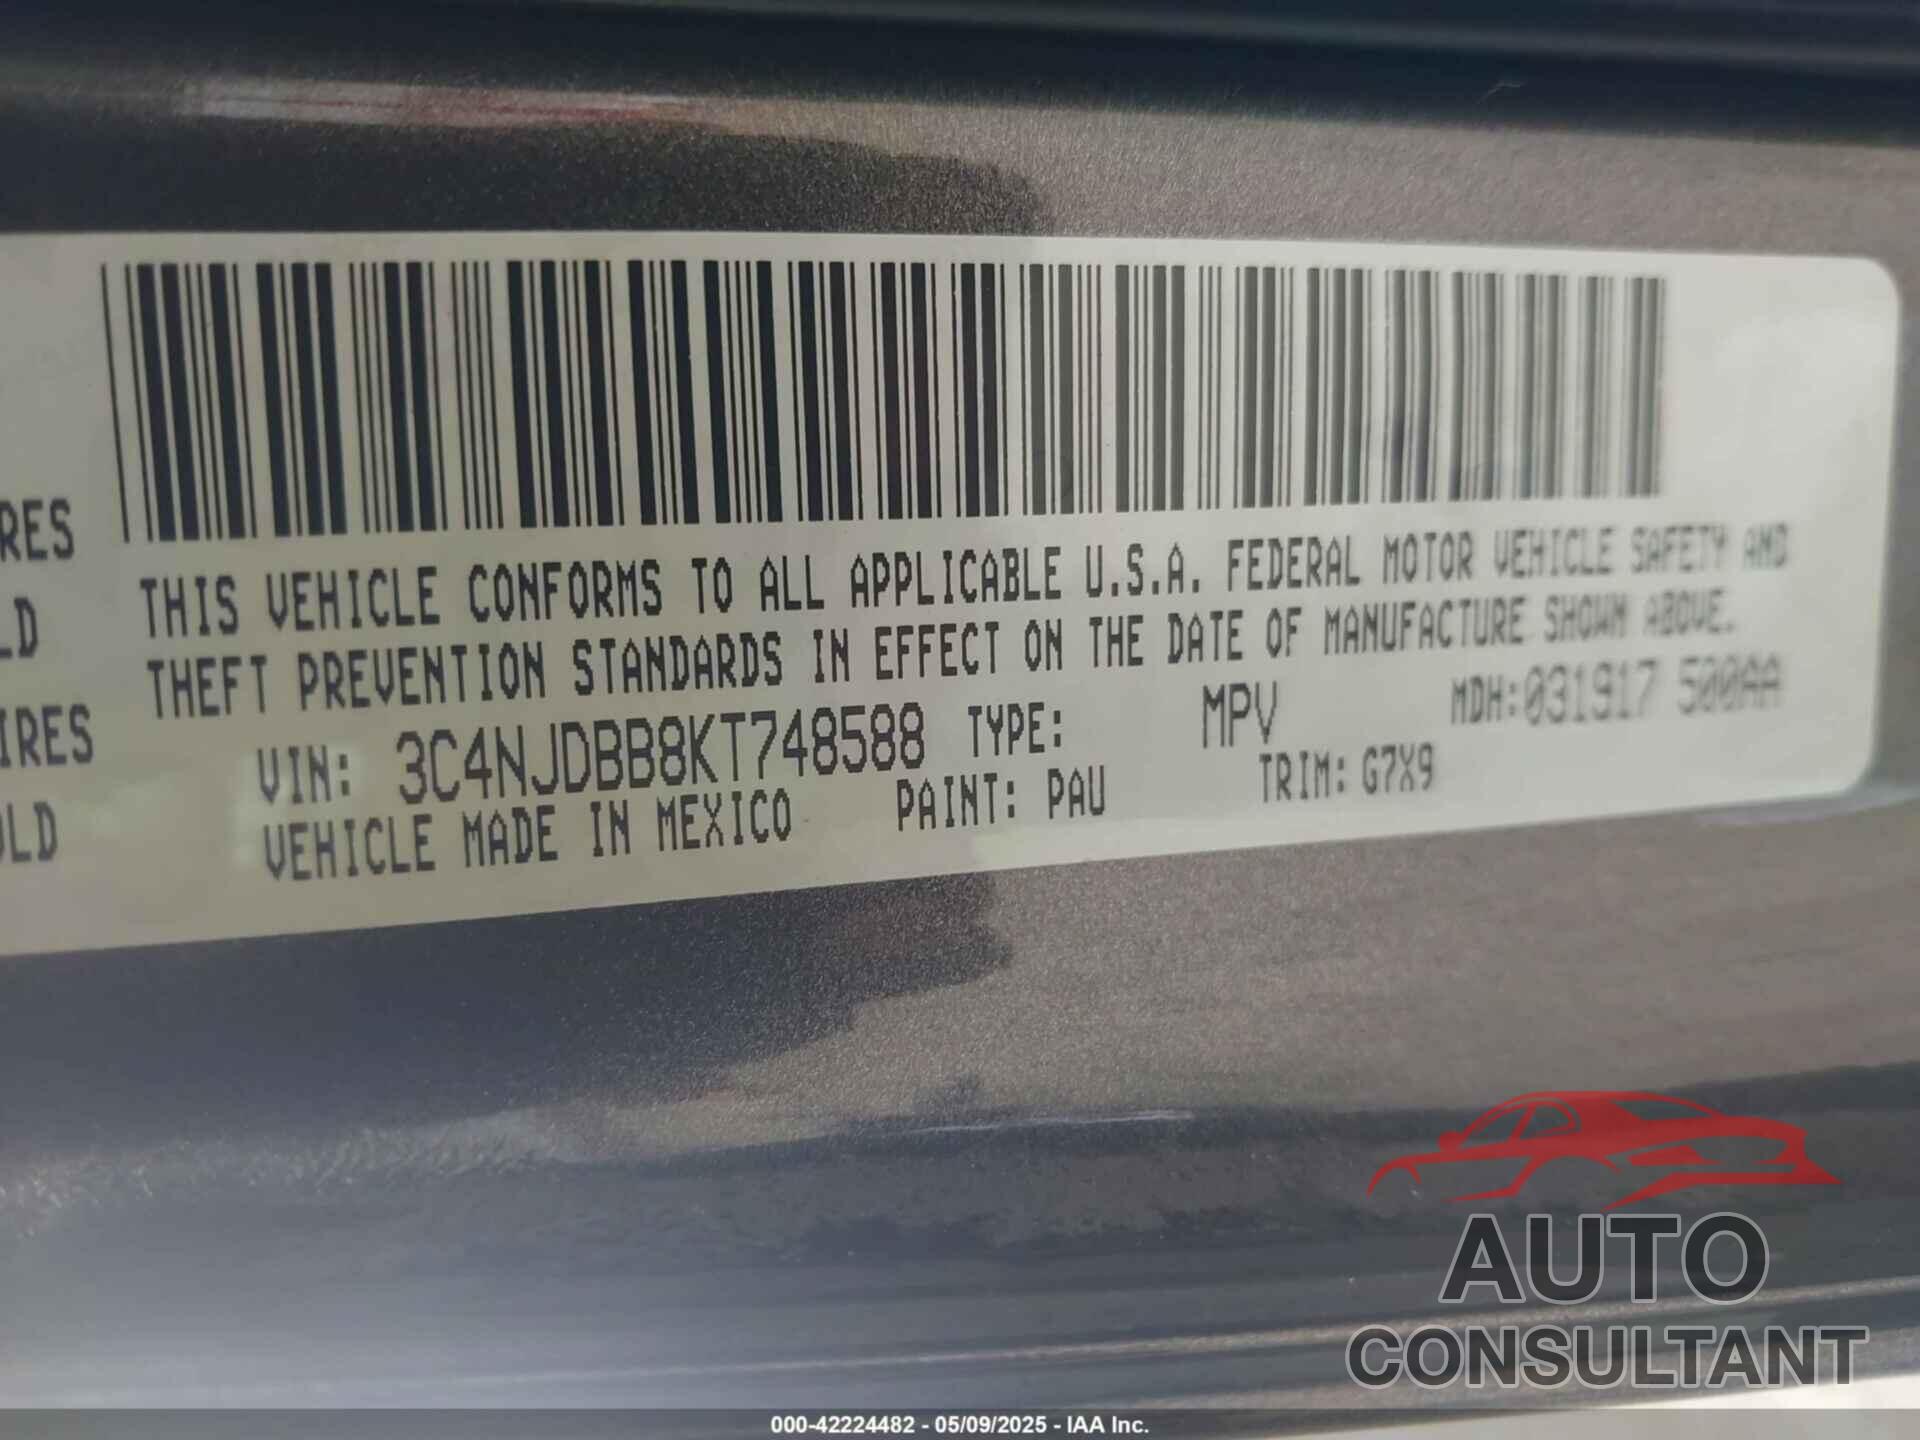 RES
LD
IRES
OLD
THIS VEHICLE CONFORMS TO ALL APPLICABLE U.S.A. FEDERAL MOTOR VEHICLE SAFETY AND
THEFT PREVENTION STANDARDS IN EFFECT ON THE DATE OF MANUFACTURE SHOWN ABOVE.
VIN: 3C4NJDBB8KT748588 TYPE: MPV MDH:031917 500AA
VEHICLE MADE IN MEXICO PAINT: PAU TRIM: G7X9
AUTO
CONSULTANT
000-42224482 - 05/09/2025 - IAA Inc.